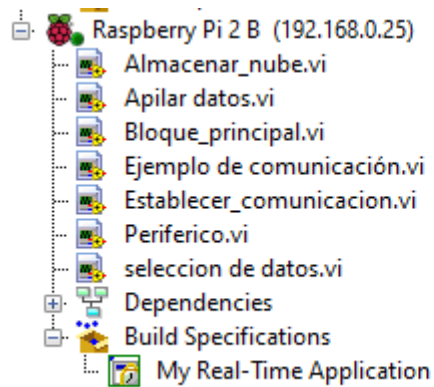 Raspberry Pi 2 B (192.168.0.25)
Almacenar_nube.vi
Apilar datos.vi
Bloque_principal.vi
Ejemplo de comunicación.vi
Establecer_comunicacion.vi
Periferico.vi
seleccion de datos.vi
Dependencies
Build Specifications
My Real-Time Application